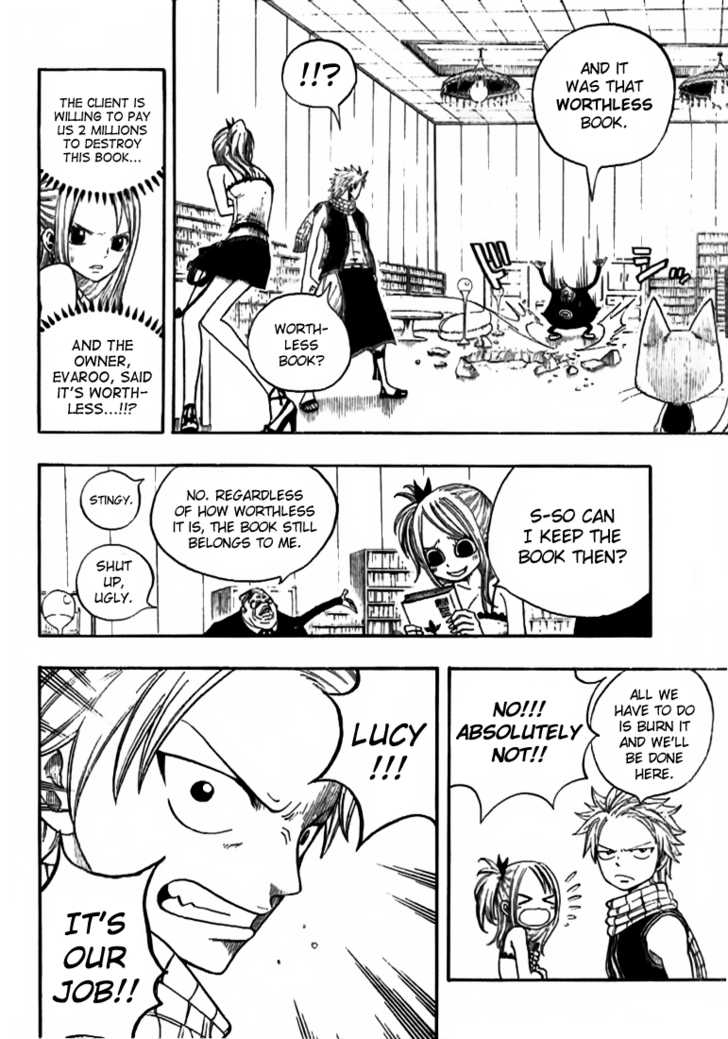 AND IT
WAS THAT
WORTHLESS
BOOK.
!!?
WORTH-
LESS
BOOK?
THE CLIENT IS
WILLING TO PAY
US 2 MILLIONS
TO DESTROY
THIS BOOK...
AND THE
OWNER,
EVAROO, SAID
IT'S WORTH-
LESS...!!?
S-SO CAN
I KEEP THE
BOOK THEN?
NO. REGARDLESS
OF HOW WORTHLESS
IT IS, THE BOOK STILL
BELONGS TO ME.
STINGY.
SHUT
UP,
UGLY.
ALL WE
HAVE TO DO
IS BURN IT
AND WE'LL
BE DONE
HERE.
NO!!!
ABSOLUTELY
NOT!!
LUCY
!!!
IT'S
OUR
JOB!!